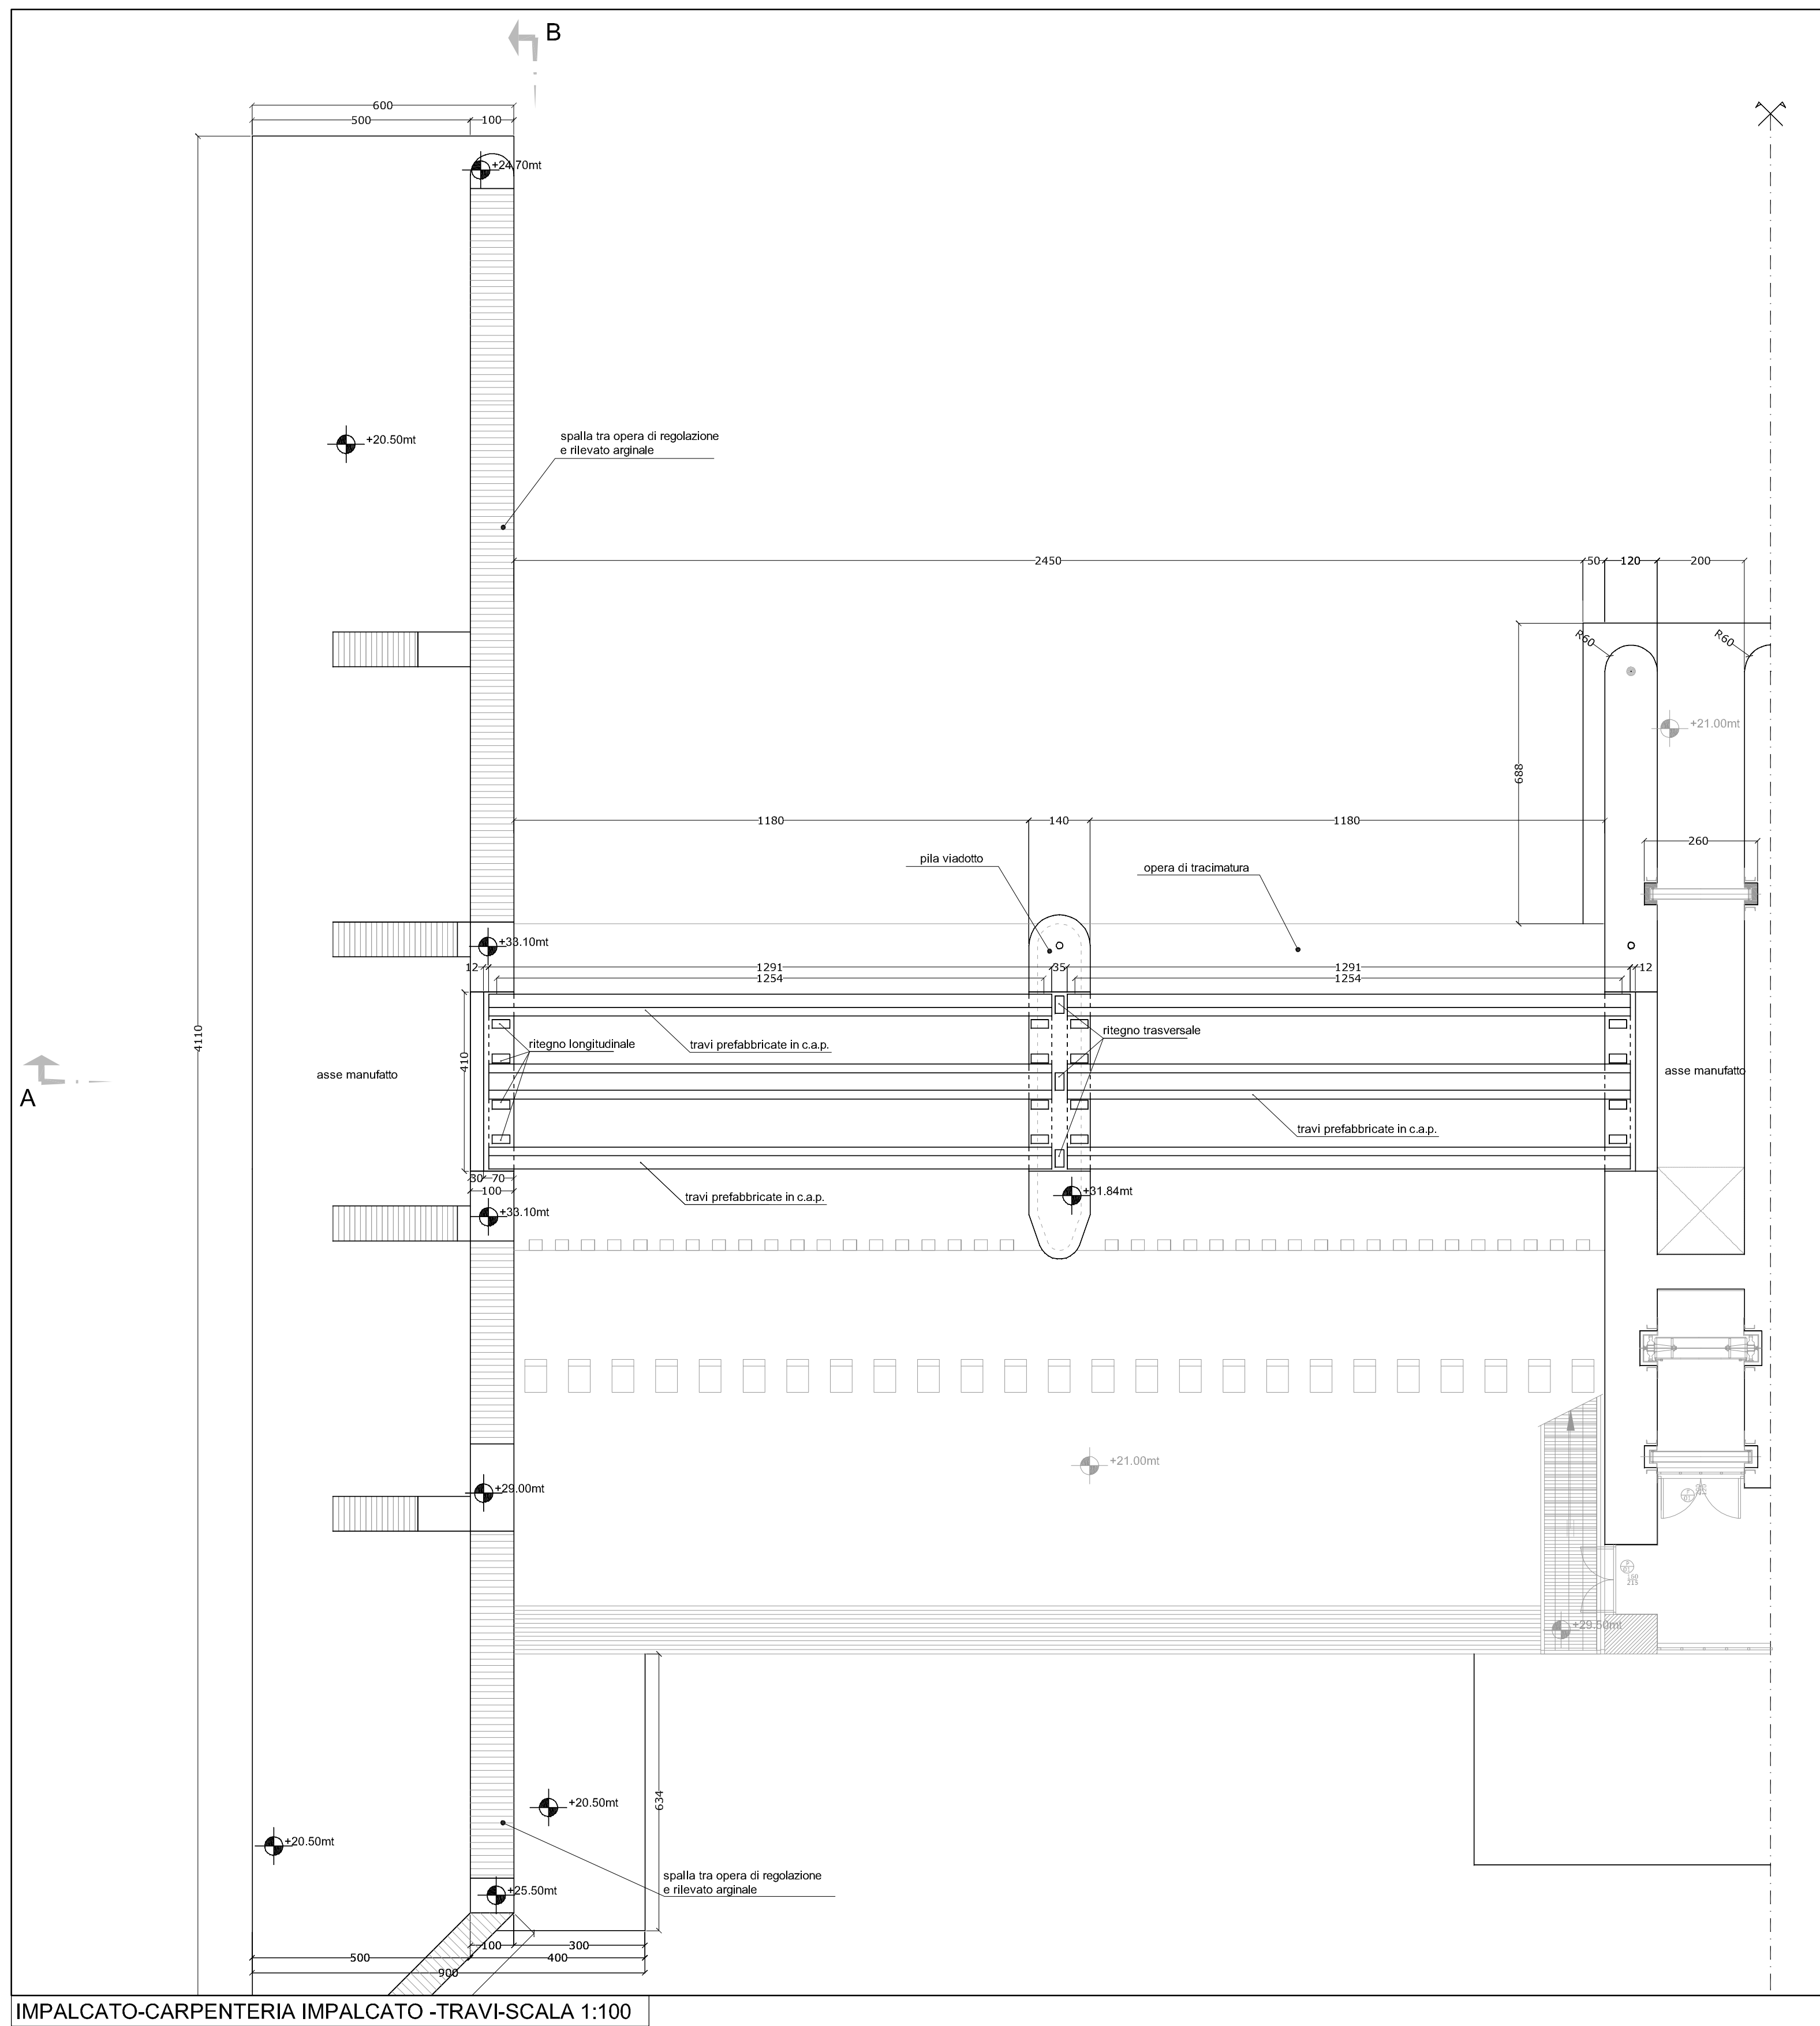 B
600
500
100
+24.70mt
+20.50mt
spalla tra opera di regolazione
e rilevato arginale
2450
50
120
200
R60
R60
+21.00mt
688
1180
140
1180
260
pila viadotto
opera di tracimatura
+33.10mt
12
1291
35
1291
12
1254
1254
4110
410
ritegno longitudinale
travi prefabbricate in c.a.p.
ritegno trasversale
asse manufatto
asse manufatto
A
travi prefabbricate in c.a.p.
30
70
100
travi prefabbricate in c.a.p.
+31.84mt
+33.10mt
+21.00mt
+29.00mt
160
215
+29.50mt
634
+20.50mt
+20.50mt
spalla tra opera di regolazione
e rilevato arginale
+25.50mt
100
300
500
400
900
IMPALCATO-CARPENTERIA IMPALCATO -TRAVI-SCALA 1:100